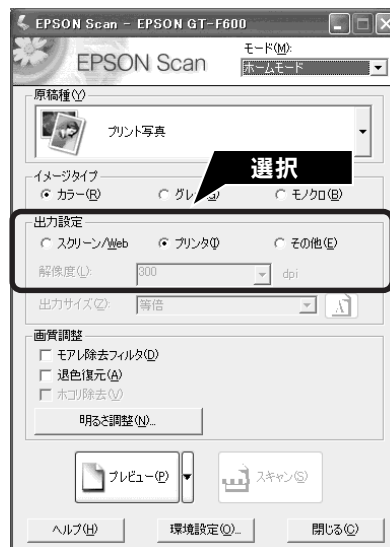 EPSON Scan - EPSON GT-F600
EPSON Scan
モード(M):
ホームモード
原稿種(Y)
プリント写真
イメージタイプ
カラー(R) モノクロ(B)
選択
出力設定
スクリーン/Web プリンタ(I) その他(E)
解像度(L): 300 dpi
出力サイズ(Z): 等倍
画質調整
モアレ除去フィルタ(D)
退色復元(A)
ホコリ除去(V)
明るさ調整(N)...
プレビュー(P) スキャン(S)
ヘルプ(H) 環境設定(O)... 閉じる(C)